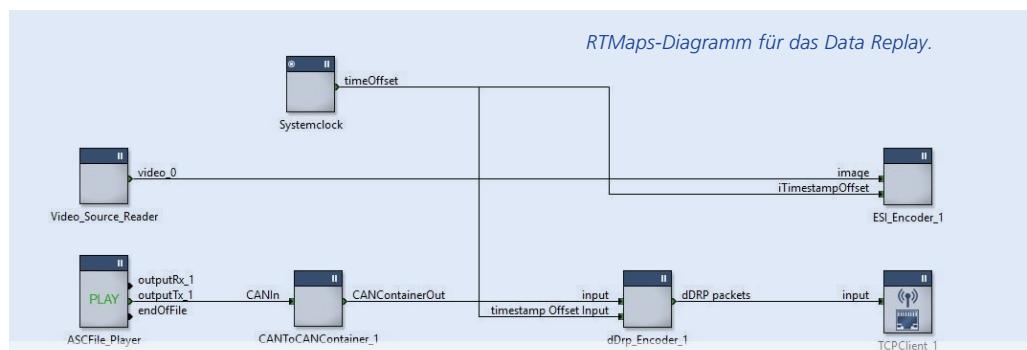 RTMaps-Diagramm für das Data Replay.
timeOffset
Systemclock
video_0
image
iTimestampOffset
Video_Source_Reader
ESI_Encoder_1
outputRx_1
PLAY
outputTx_1
CANIn
CANContainerOut
input
dDRP packets
input
endOfFile
timestamp Offset Input
ASCFile_Player
CANToCANContainer_1
dDrp_Encoder_1
TCPClient_1